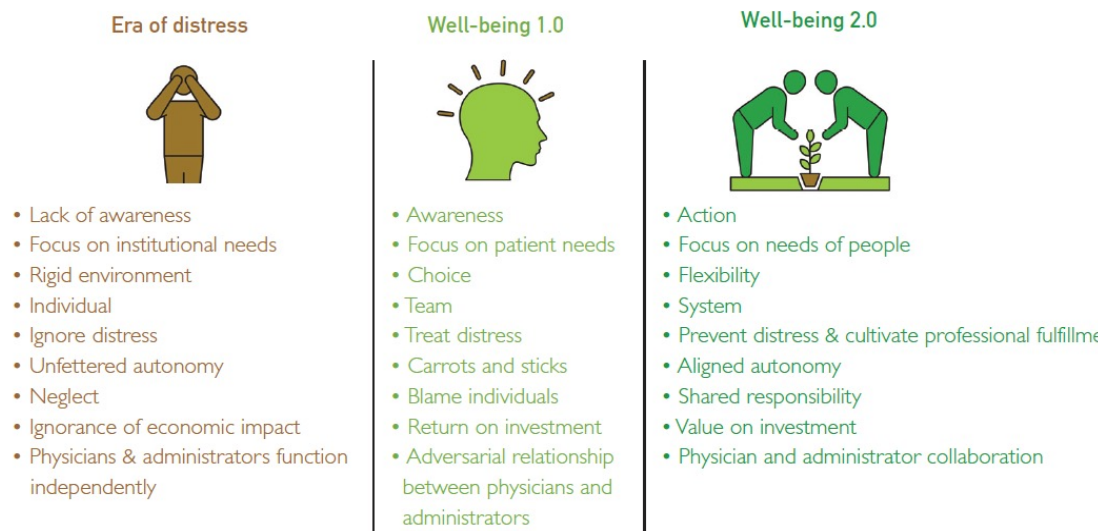 Era of distress
• Lack of awareness
• Focus on institutional needs
• Rigid environment
• Individual
• Ignore distress
• Unfettered autonomy
• Neglect
• Ignorance of economic impact
• Physicians & administrators function
independently
Well-being 1.0
• Awareness
• Focus on patient needs
• Choice
• Team
• Treat distress
• Carrots and sticks
• Blame individuals
• Return on investment
• Adversarial relationship
between physicians and
administrators
Well-being 2.0
• Action
• Focus on needs of people
• Flexibility
• System
• Prevent distress & cultivate professional fulfillme
• Aligned autonomy
• Shared responsibility
• Value on investment
• Physician and administrator collaboration